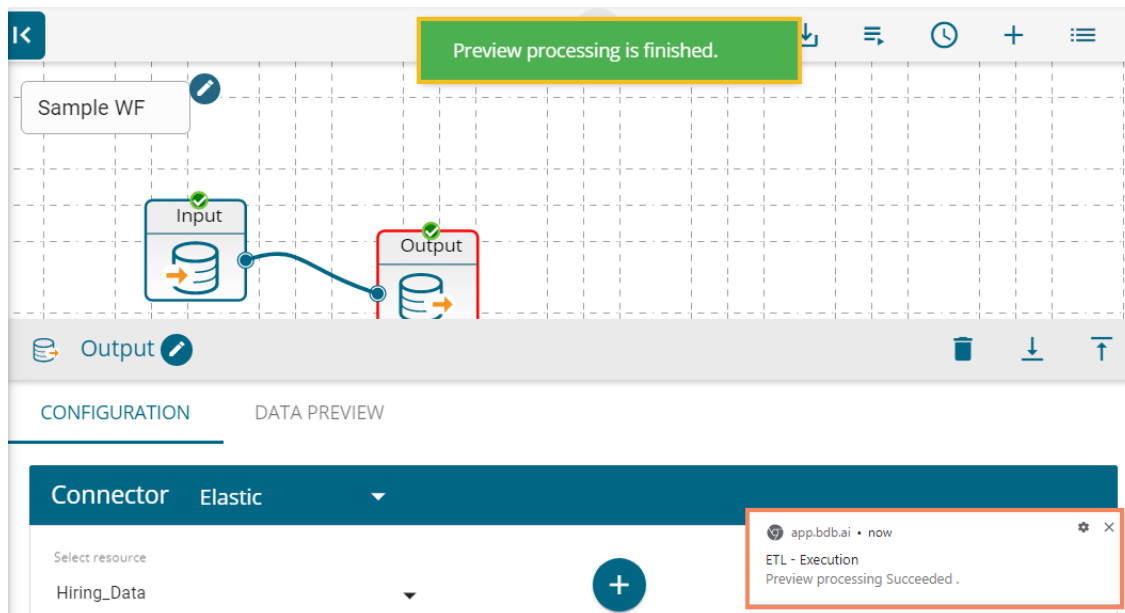 Preview processing is finished.
Sample WF
Input
Output
Output
CONFIGURATION
DATA PREVIEW
Connector
Elastic
Select resource
Hiring_Data
app.bdb.ai • now
ETL - Execution
Preview processing Succeeded .